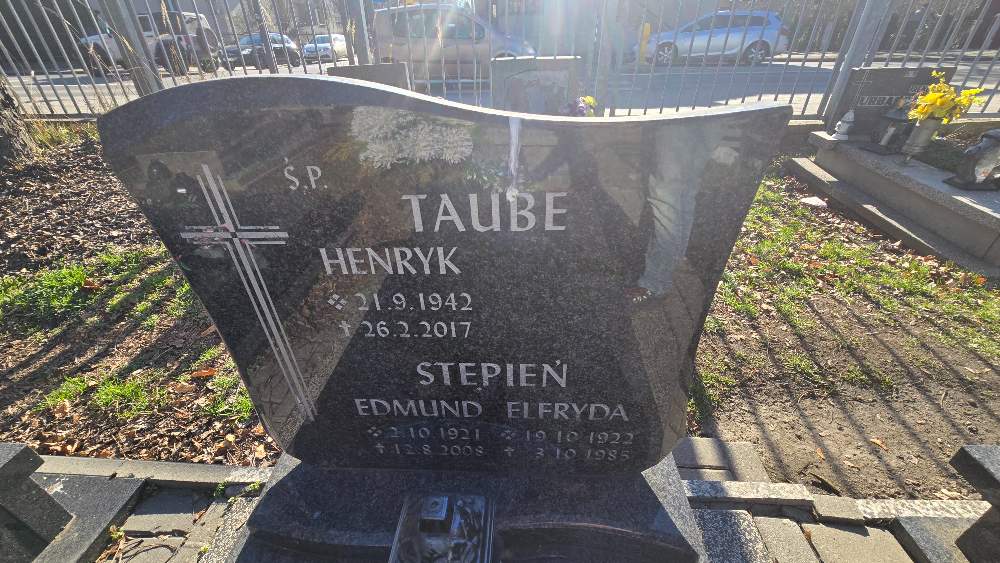 Ś.P.
TAUBE
HENRYK
21.9.1942
26.2.2017
STĘPIEŃ
EDMUND ELFRYDA
2.10.1921 19.10.1922
12.8.2008 3.10.1985